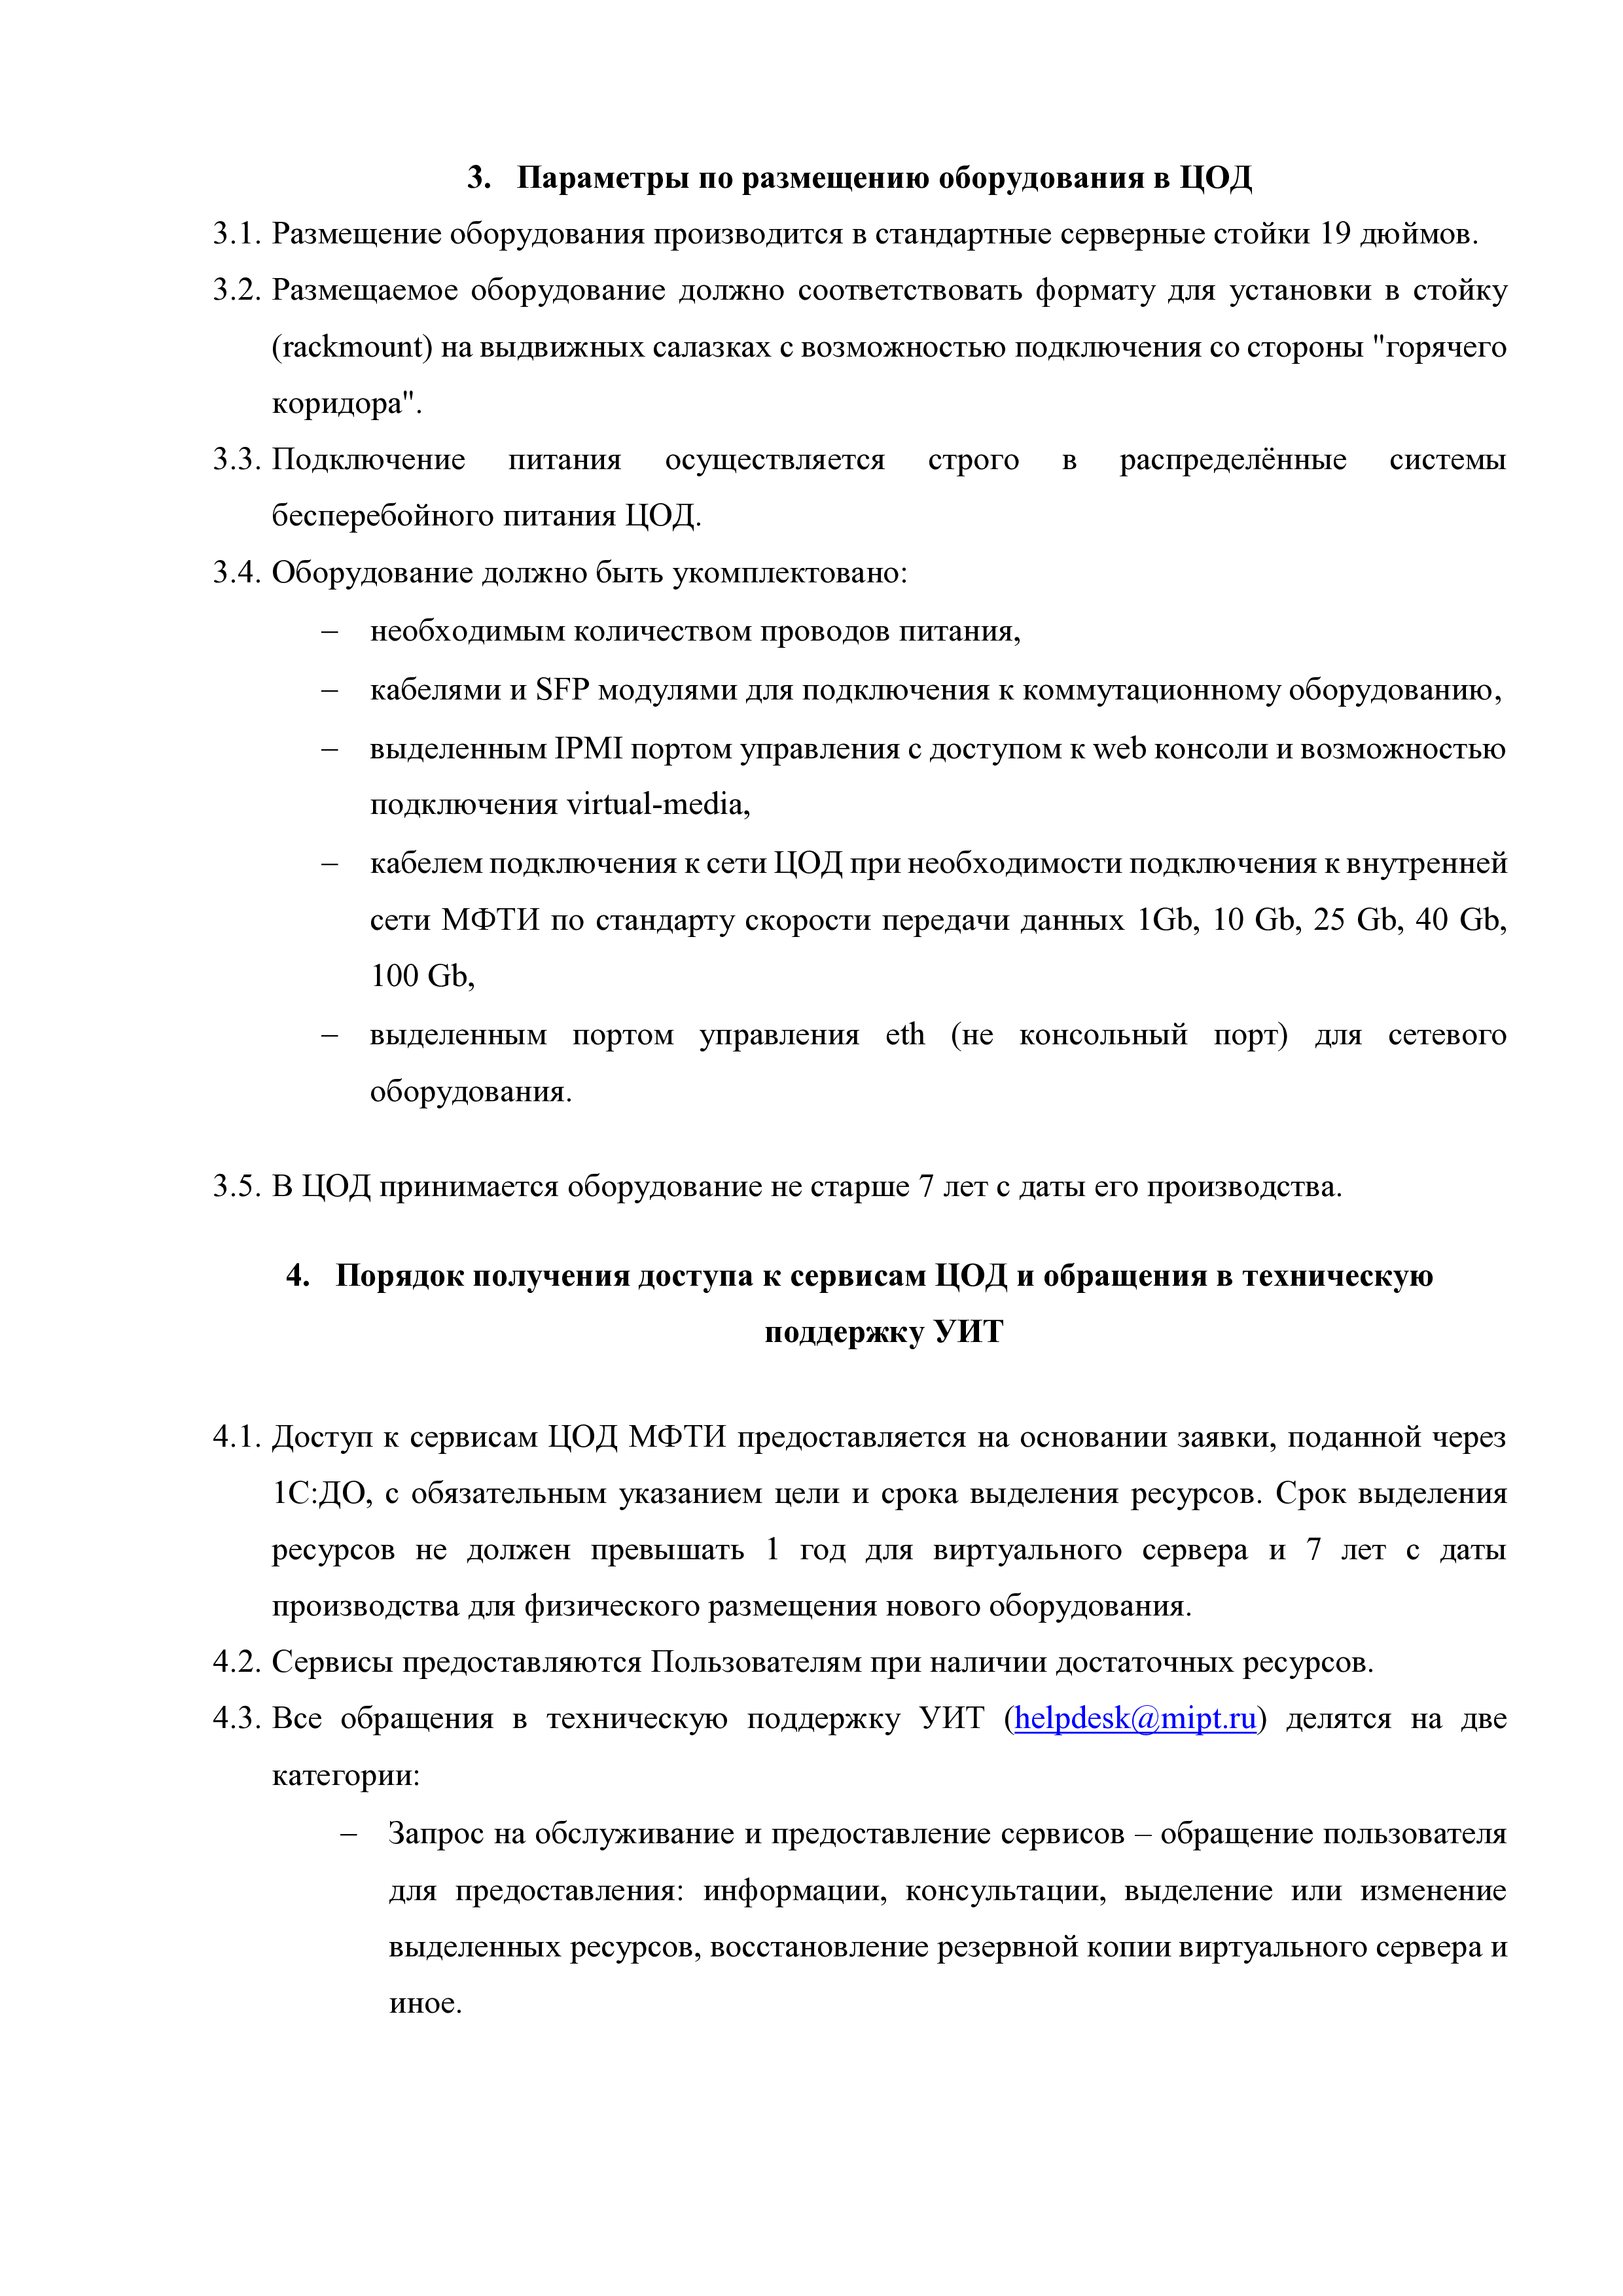 3. Параметры по размещению оборудования в ЦОД
3.1. Размещение оборудования производится в стандартные серверные стойки 19 дюймов.
3.2. Размещаемое оборудование должно соответствовать формату для установки в стойку
(rackmount) на выдвижных салазках с возможностью подключения со стороны "горячего
коридора".
3.3. Подключение питания осуществляется строго в распределённые системы
бесперебойного питания ЦОД.
3.4. Оборудование должно быть укомплектовано:
– необходимым количеством проводов питания,
– кабелями и SFP модулями для подключения к коммутационному оборудованию,
– выделенным IPMI портом управления с доступом к web консоли и возможностью
подключения virtual-media,
– кабелем подключения к сети ЦОД при необходимости подключения к внутренней
сети МФТИ по стандарту скорости передачи данных 1Gb, 10 Gb, 25 Gb, 40 Gb,
100 Gb,
– выделенным портом управления eth (не консольный порт) для сетевого
оборудования.
3.5. В ЦОД принимается оборудование не старше 7 лет с даты его производства.
4. Порядок получения доступа к сервисам ЦОД и обращения в техническую
поддержку УИТ
4.1. Доступ к сервисам ЦОД МФТИ предоставляется на основании заявки, поданной через
1С:ДО, с обязательным указанием цели и срока выделения ресурсов. Срок выделения
ресурсов не должен превышать 1 год для виртуального сервера и 7 лет с даты
производства для физического размещения нового оборудования.
4.2. Сервисы предоставляются Пользователям при наличии достаточных ресурсов.
4.3. Все обращения в техническую поддержку УИТ (helpdesk@mipt.ru) делятся на две
категории:
– Запрос на обслуживание и предоставление сервисов – обращение пользователя
для предоставления: информации, консультации, выделение или изменение
выделенных ресурсов, восстановление резервной копии виртуального сервера и
иное.